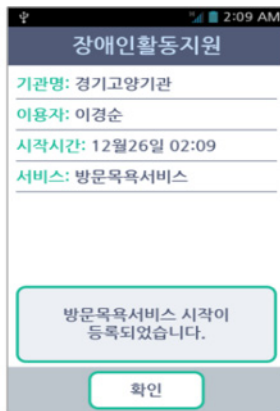 2:09 AM
장애인활동지원
기관명: 경기고양기관
이용자: 이경순
시작시간: 12월26일 02:09
서비스: 방문목욕서비스
방문목욕서비스 시작이
등록되었습니다.
확인